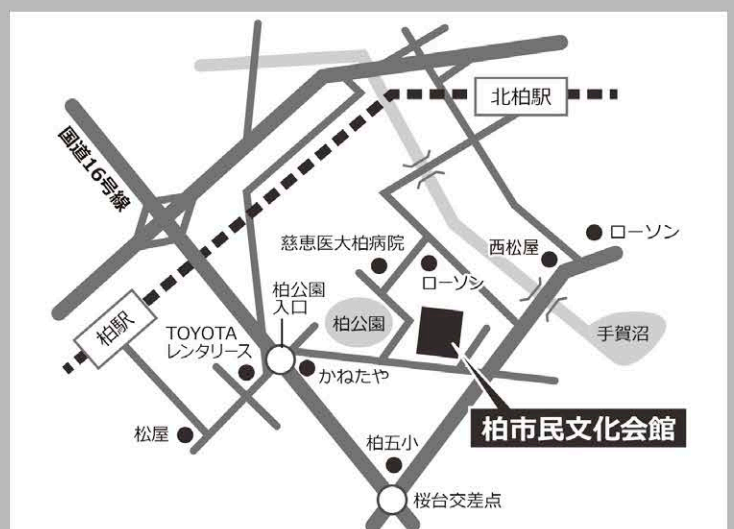 北柏駅
国道16号線
慈恵医大柏病院
西松屋
ローソン
ローソン
柏公園
入口
柏公園
手賀沼
柏駅
TOYOTA
レンタリース
かねたや
松屋
柏市民文化会館
柏五小
桜台交差点